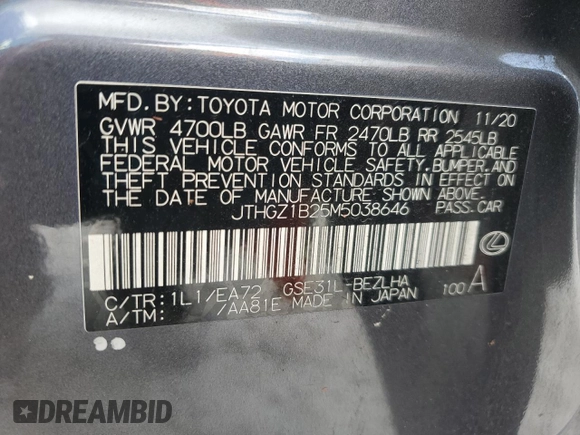 MFD. BY: TOYOTA MOTOR CORPORATION 11/20
GVWR 4700LB GAWR FR 2470LB RR 2545LB
THIS VEHICLE CONFORMS TO ALL APPLICABLE
FEDERAL MOTOR VEHICLE SAFETY, BUMPER, AND
THEFT PREVENTION STANDARDS IN EFFECT ON
THE DATE OF MANUFACTURE SHOWN ABOVE.
JTHGZ1B25M5038646 PASS. CAR
C/TR: 1L1/EA72 GSE31L-BEZLHA 100 A
A/TM: /AA81E MADE IN JAPAN
DREAMBID